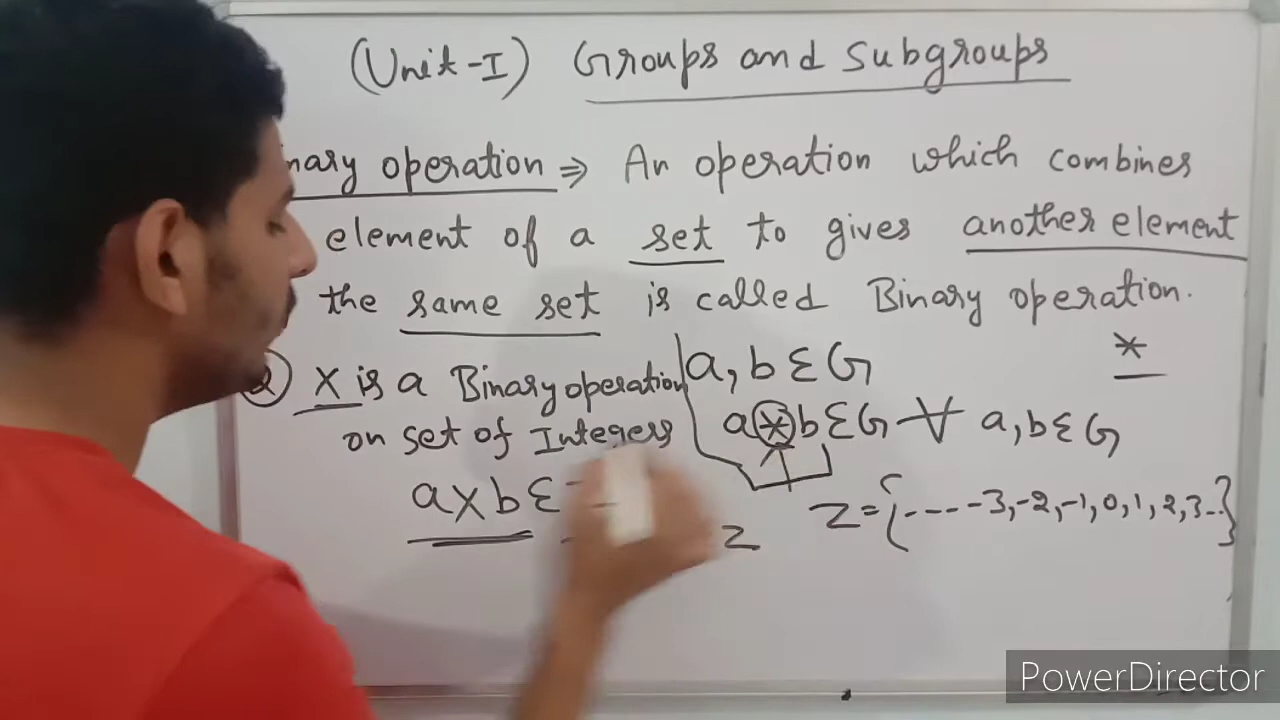 (Unit-I) Groups and Subgroups
nary operation ⇒ An operation which combines
element of a set to gives another element
the same set is called Binary operation.
*
X is a Binary operation
on set of Integers
a×b Ɛ
a, b Ɛ G
a * b Ɛ G ∀ a, b Ɛ G
z
Z = {---- -3, -2, -1, 0, 1, 2, 3..}
PowerDirector